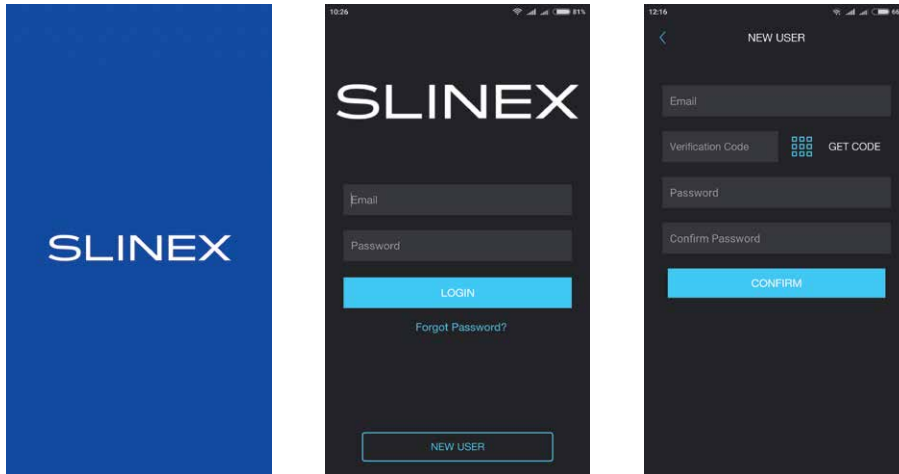 SLINEX
10:26
81%
SLINEX
Email
Password
LOGIN
Forgot Password?
NEW USER
12:16
66
NEW USER
Email
Verification Code
GET CODE
Password
Confirm Password
CONFIRM